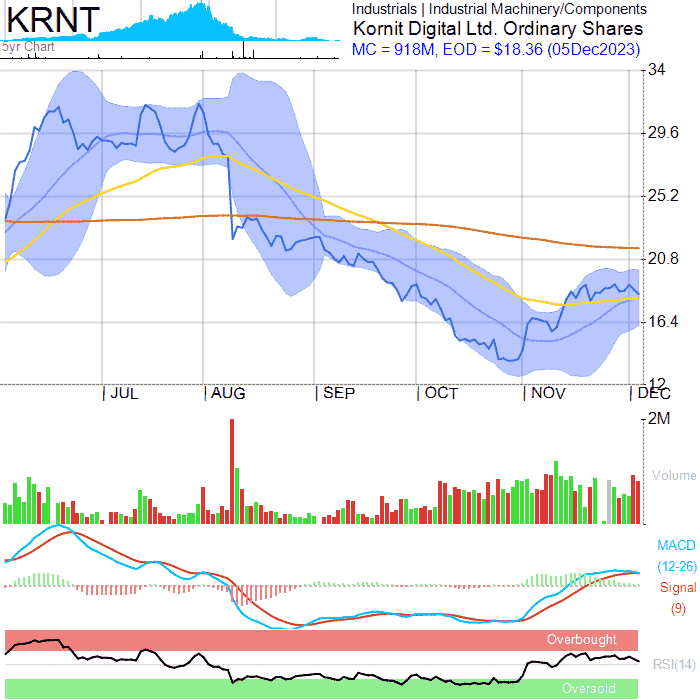 KRNT
5yr Chart
Industrials | Industrial Machinery/Components
Kornit Digital Ltd. Ordinary Shares
MC = 918M, EOD = $18.36 (05Dec2023)
34
29.6
25.2
20.8
16.4
12
JUL AUG SEP OCT NOV DEC
2M
Volume
MACD
(12-26)
Signal
(9)
Overbought
RSI(14)
Oversold